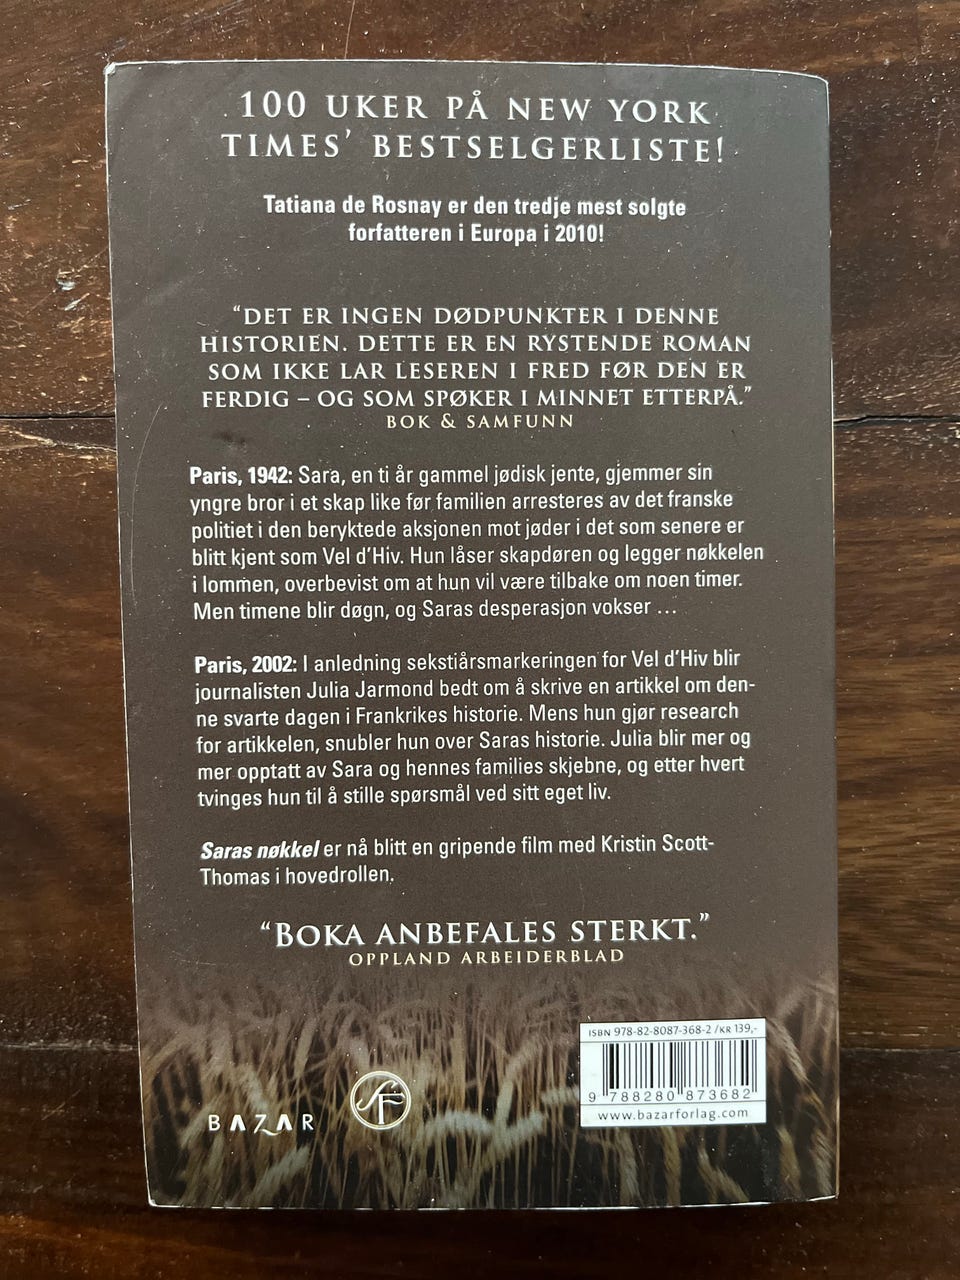 100 UKER PÅ NEW YORK
TIMES’ BESTSELGERLISTE!
Tatiana de Rosnay er den tredje mest solgte
forfatteren i Europa i 2010!
“DET ER INGEN DØDPUNKTER I DENNE
HISTORIEN. DETTE ER EN RYSTENDE ROMAN
SOM IKKE LAR LESEREN I FRED FØR DEN ER
FERDIG – OG SOM SPØKER I MINNET ETTERPÅ.”
BOK & SAMFUNN
Paris, 1942: Sara, en ti år gammel jødisk jente, gjemmer sin
yngre bror i et skap like før familien arresteres av det franske
politiet i den beryktede aksjonen mot jøder i det som senere er
blitt kjent som Vel d’Hiv. Hun låser skapdøren og legger nøkkelen
i lommen, overbevist om at hun vil være tilbake om noen timer.
Men timene blir døgn, og Saras desperasjon vokser …
Paris, 2002: I anledning sekstiårsmarkeringen for Vel d’Hiv blir
journalisten Julia Jarmond bedt om å skrive en artikkel om den-
ne svarte dagen i Frankrikes historie. Mens hun gjør research
for artikkelen, snubler hun over Saras historie. Julia blir mer og
mer opptatt av Sara og hennes families skjebne, og etter hvert
tvinges hun til å stille spørsmål ved sitt eget liv.
Saras nøkkel er nå blitt en gripende film med Kristin Scott-
Thomas i hovedrollen.
“BOKA ANBEFALES STERKT.”
OPPLAND ARBEIDERBLAD
ISBN 978-82-8087-368-2 /KR 139,-
9 788280 873682
www.bazarforlag.com
BAZAR
SF